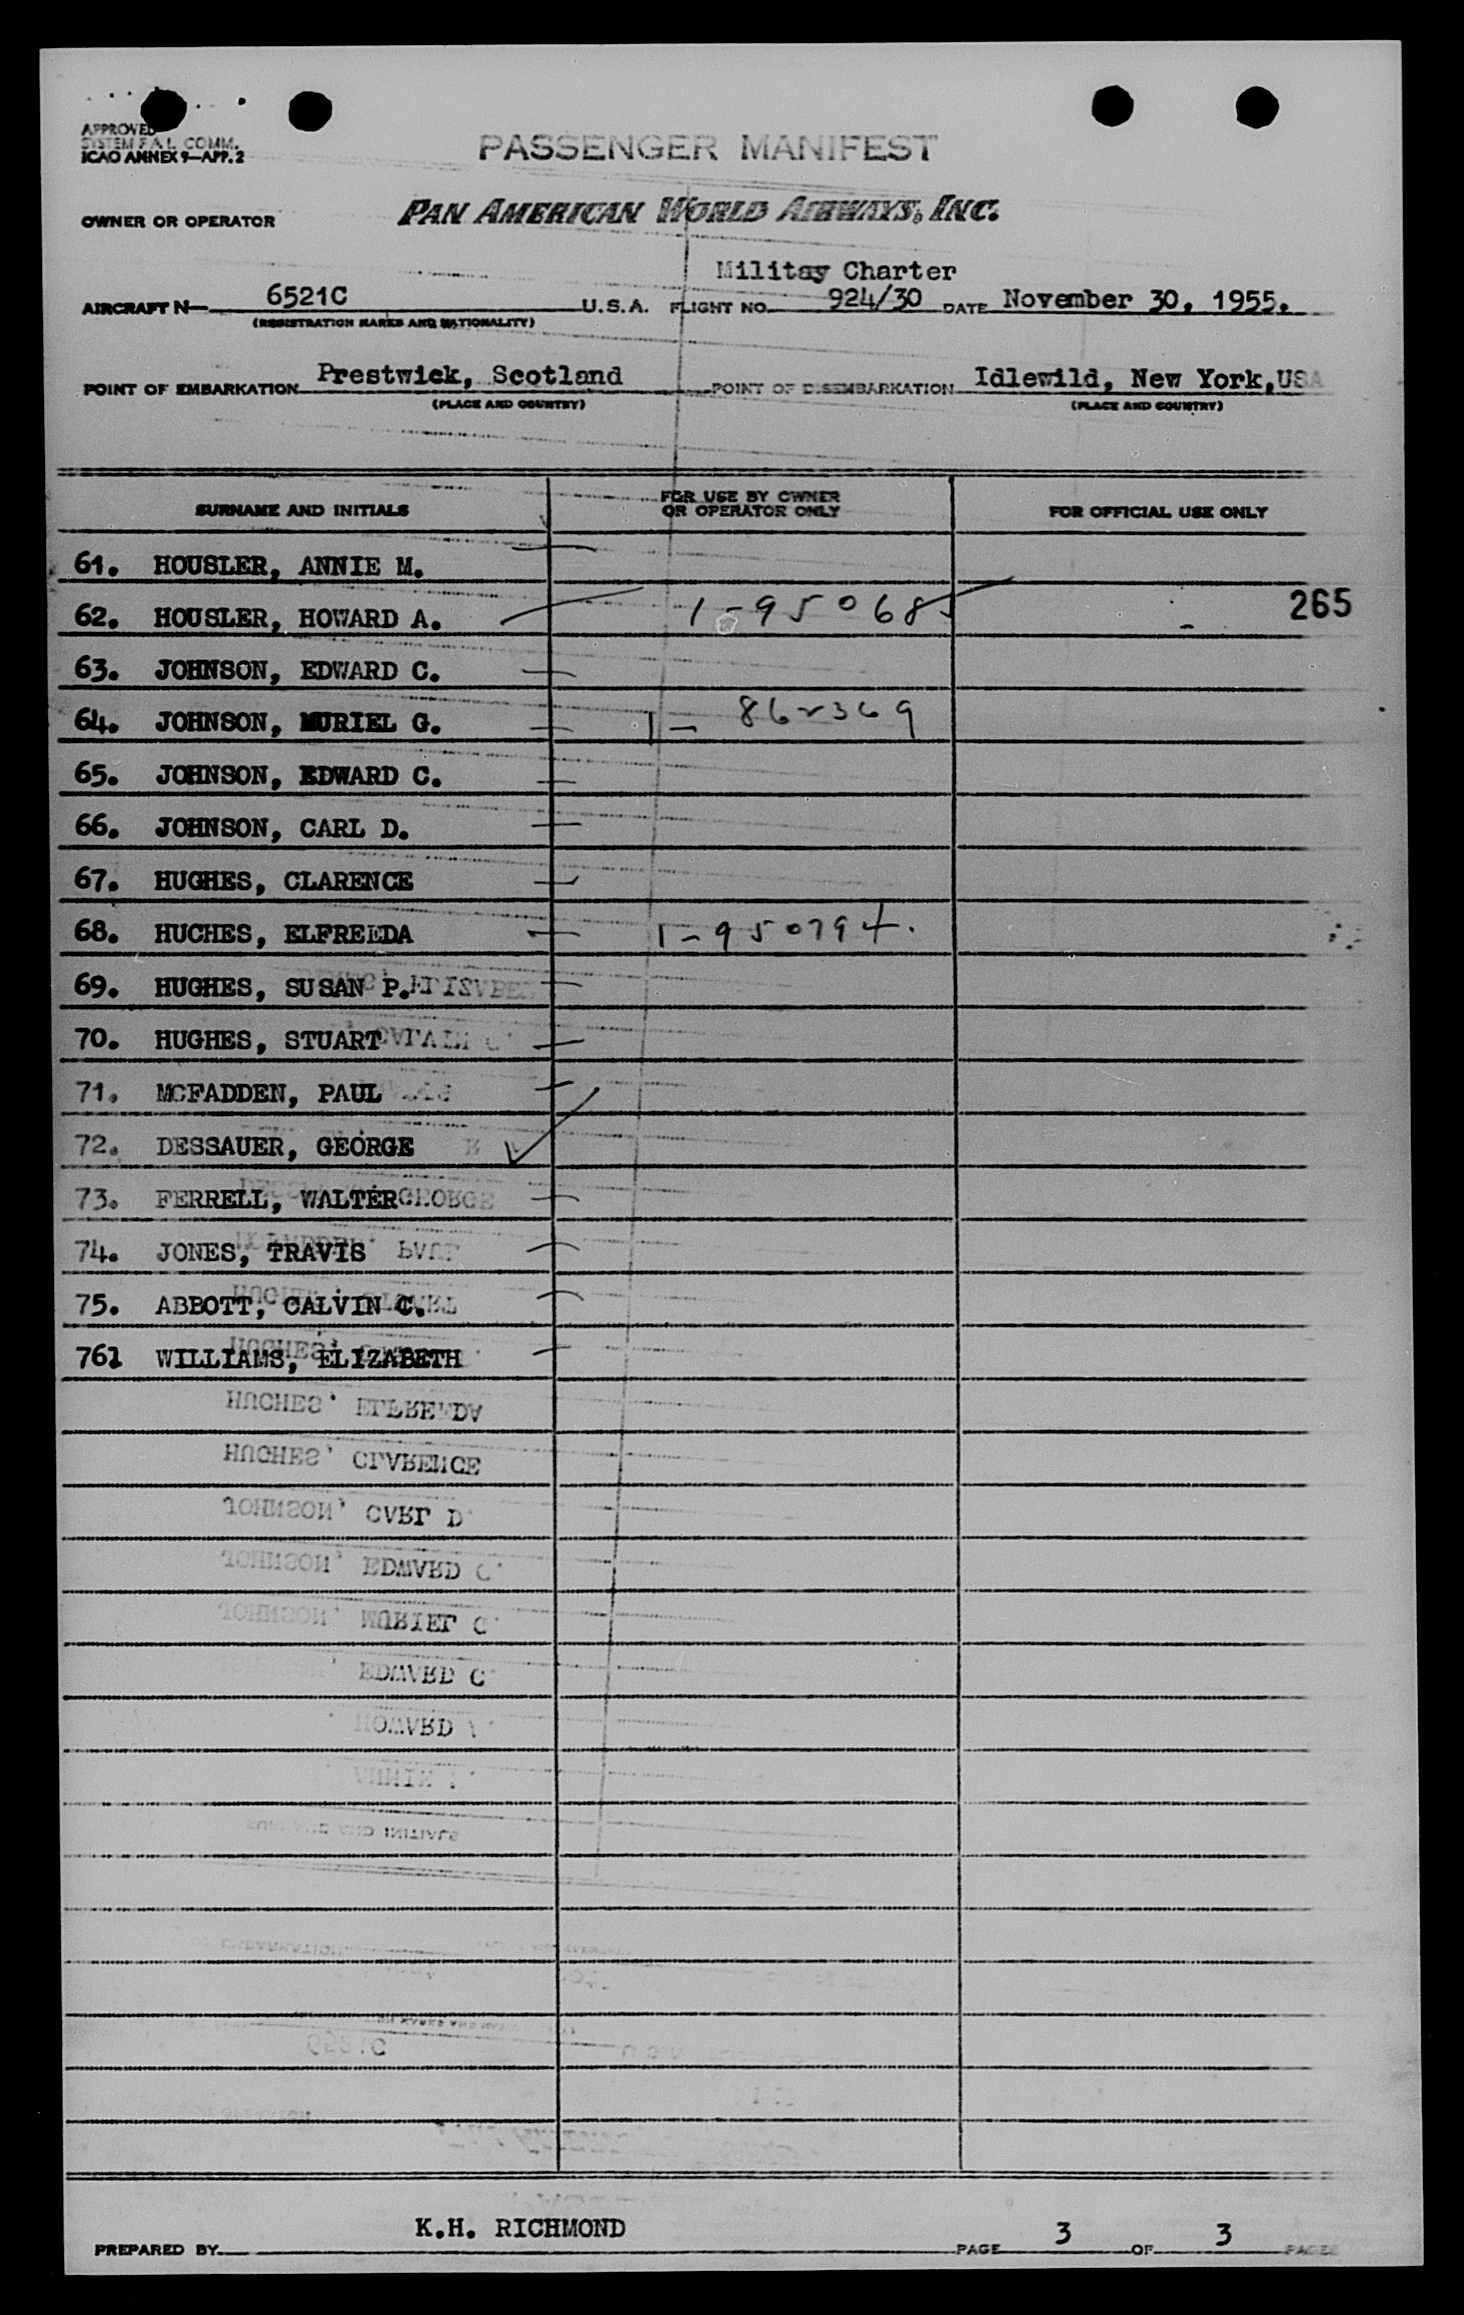 APPROVED
SYSTEM F.A.L. COMM.
ICAO ANNEX 9—APP. 2
PASSENGER MANIFEST
OWNER OR OPERATOR PAN AMERICAN WORLD AIRWAYS, INC.
Militay Charter
AIRCRAFT N— 6521C U.S.A. FLIGHT NO. 924/30 DATE November 30, 1955.
(REGISTRATION MARKS AND NATIONALITY)
POINT OF EMBARKATION Prestwick, Scotland POINT OF DISEMBARKATION Idlewild, New York, USA
(PLACE AND COUNTRY) (PLACE AND COUNTRY)
SURNAME AND INITIALS FOR USE BY OWNER OR OPERATOR ONLY FOR OFFICIAL USE ONLY
61. HOUSLER, ANNIE M.
62. HOUSLER, HOWARD A. 1-950685 265
63. JOHNSON, EDWARD C.
64. JOHNSON, MURIEL G. 1-862369
65. JOHNSON, EDWARD C.
66. JOHNSON, CARL D.
67. HUGHES, CLARENCE
68. HUCHES, ELFREEDA 1-950794.
69. HUGHES, SUSAN P.
70. HUGHES, STUART
71. MCFADDEN, PAUL
72. DESSAUER, GEORGE
73. FERRELL, WALTER
74. JONES, TRAVIS
75. ABBOTT, CALVIN C.
761 WILLIAMS, ELIZABETH
PREPARED BY K.H. RICHMOND PAGE 3 OF 3 PAGES